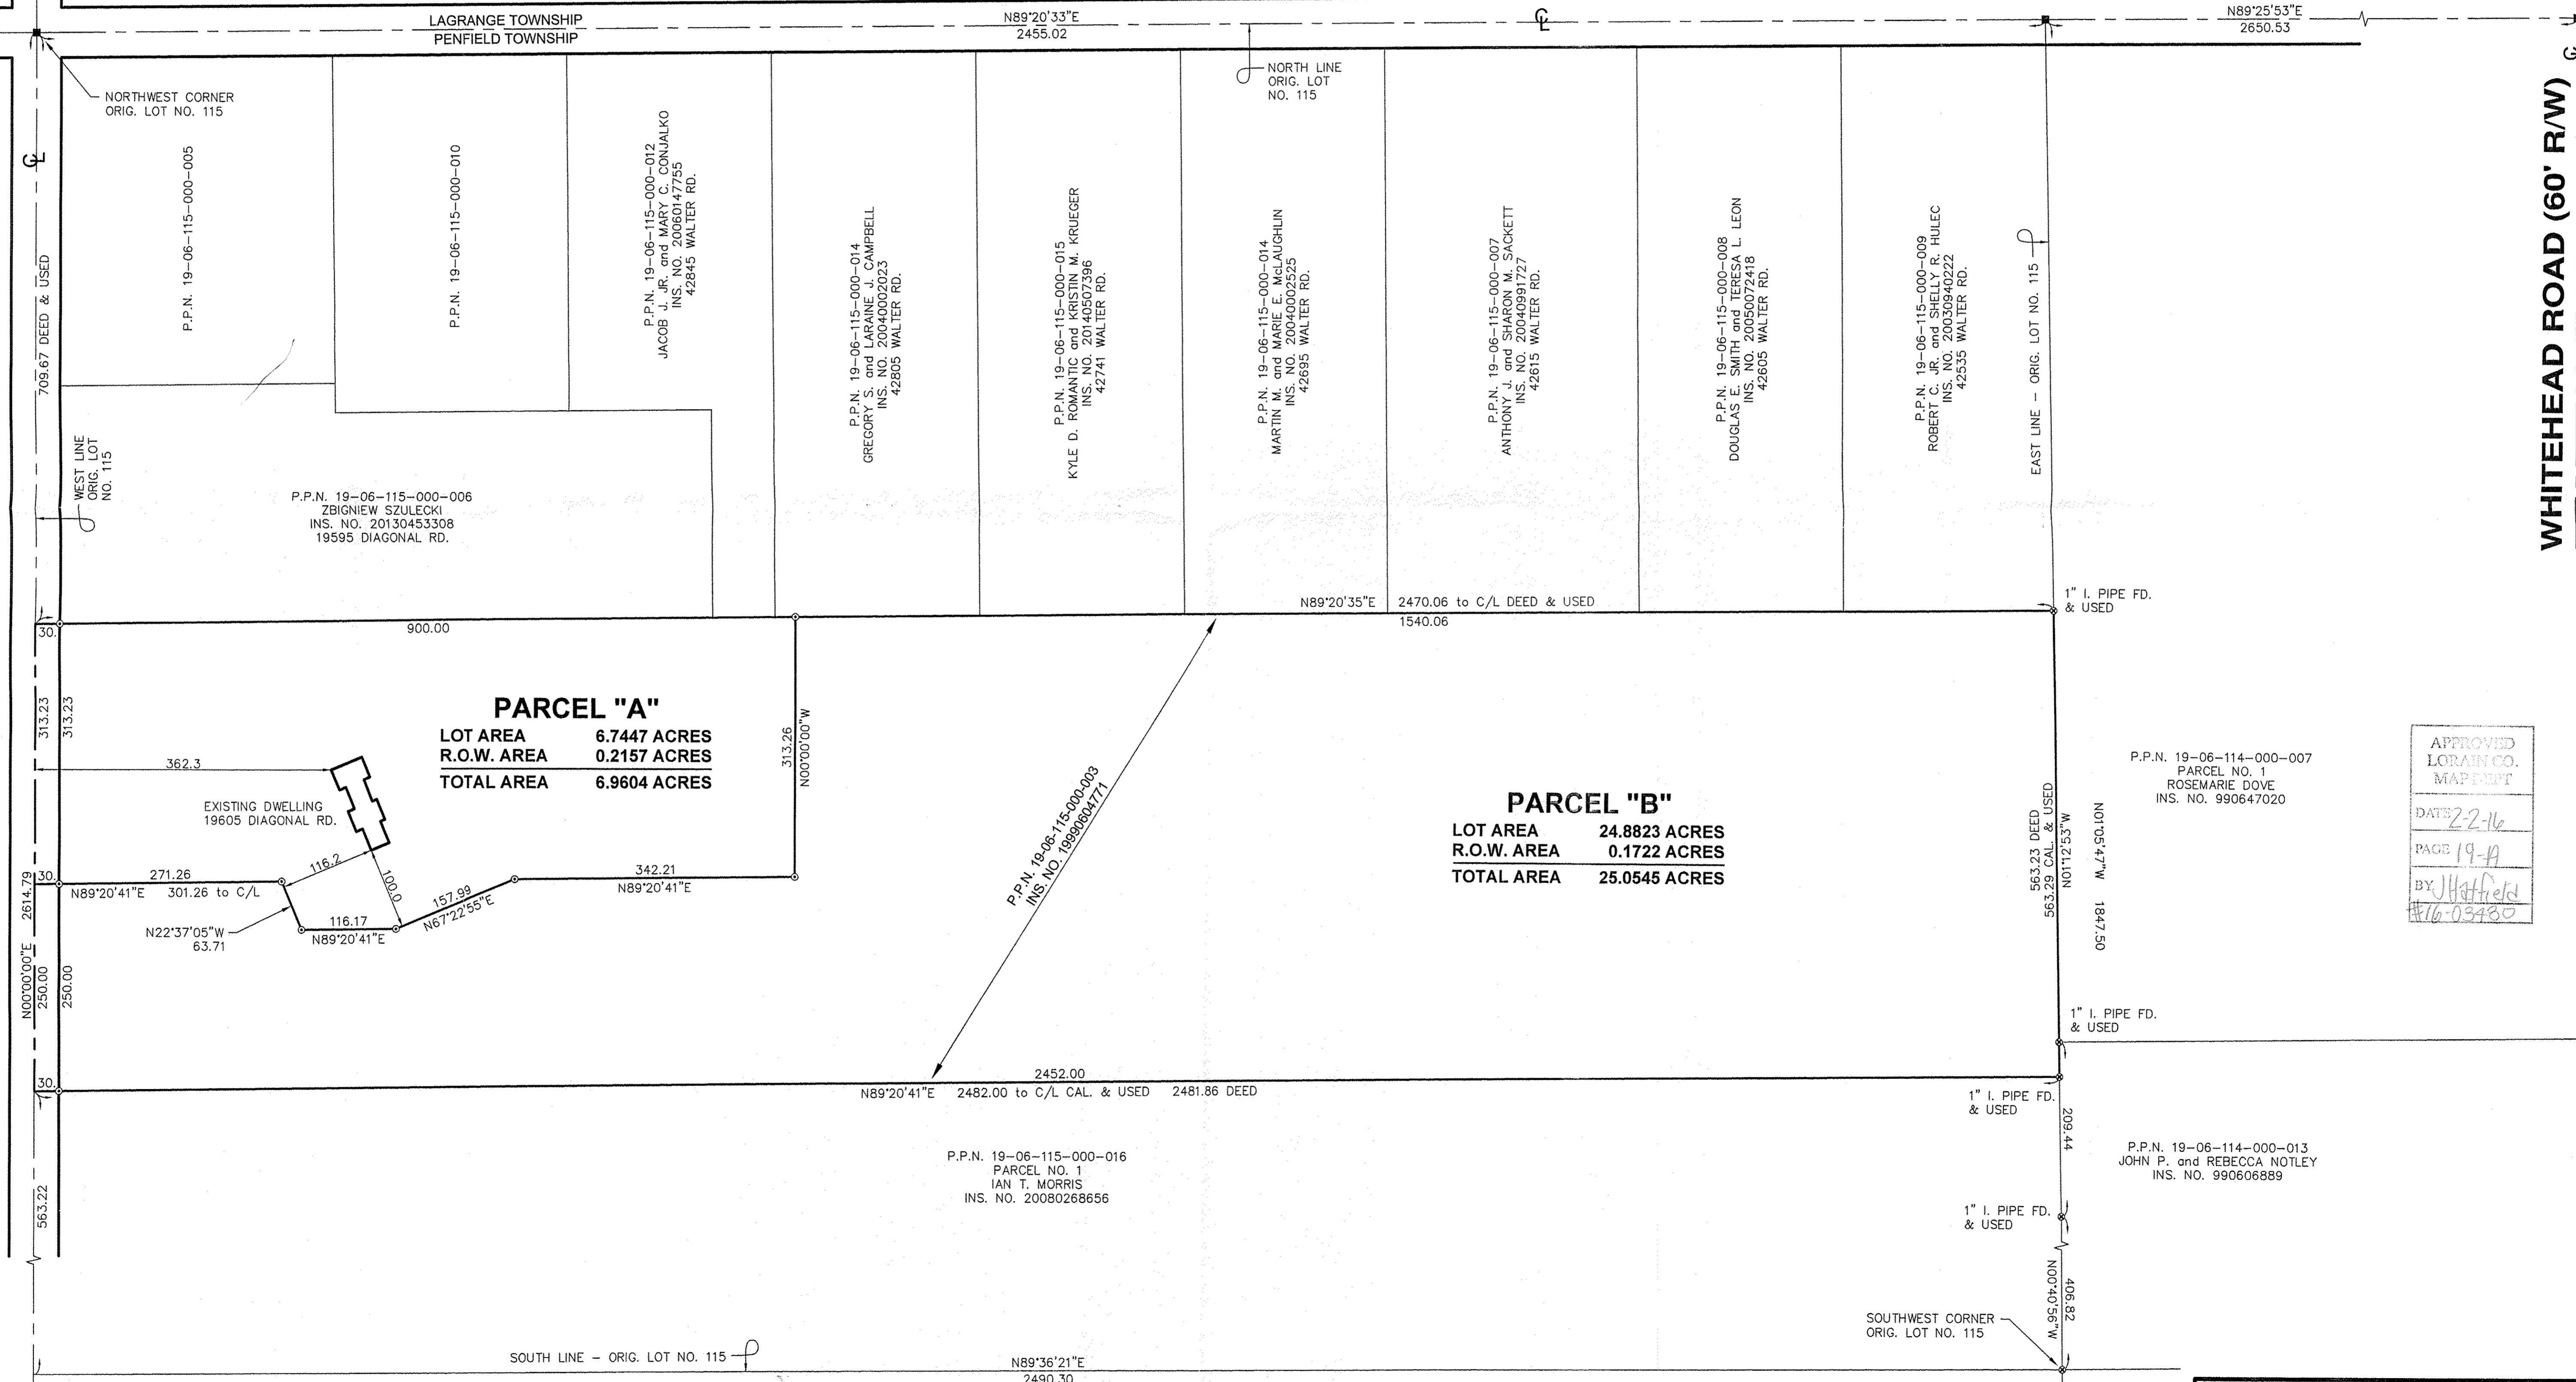 LAGRANGE TOWNSHIP
PENFIELD TOWNSHIP
N89°20'33"E
2455.02
N89°25'53"E
2650.53
NORTHWEST CORNER
ORIG. LOT NO. 115
NORTH LINE
ORIG. LOT
NO. 115
WHITEHEAD ROAD (60' R/W)
709.67 DEED & USED
P.P.N. 19-06-115-000-005
P.P.N. 19-06-115-000-010
P.P.N. 19-06-115-000-012
JACOB J. JR. and MARY C. CONJALKO
INS. NO. 20060147755
42845 WALTER RD.
P.P.N. 19-06-115-000-014
GREGORY S. and LARAINE J. CAMPBELL
INS. NO. 20040002023
42805 WALTER RD.
P.P.N. 19-06-115-000-015
KYLE D. ROMANTIC and KRISTIN M. KRUEGER
INS. NO. 20140507396
42741 WALTER RD.
P.P.N. 19-06-115-000-014
MARTIN M. and MARIE E. McLAUGHLIN
INS. NO. 20040002525
42695 WALTER RD.
P.P.N. 19-06-115-000-007
ANTHONY J. and SHARON M. SACKETT
INS. NO. 20040991727
42615 WALTER RD.
P.P.N. 19-06-115-000-008
DOUGLAS E. SMITH and TERESA L. LEON
INS. NO. 20050072418
42605 WALTER RD.
P.P.N. 19-06-115-000-009
ROBERT C. JR. and SHELLY R. HULEC
INS. NO. 20030940222
42535 WALTER RD.
EAST LINE - ORIG. LOT NO. 115
WEST LINE
ORIG. LOT
NO. 115
P.P.N. 19-06-115-000-006
ZBIGNIEW SZULECKI
INS. NO. 20130453308
19595 DIAGONAL RD.
1" I. PIPE FD.
& USED
N89°20'35"E 2470.06 to C/L DEED & USED
1540.06
30.
900.00
313.23
313.23
PARCEL "A"
LOT AREA 6.7447 ACRES
R.O.W. AREA 0.2157 ACRES
TOTAL AREA 6.9604 ACRES
313.26
N00°00'00"W
362.3
EXISTING DWELLING
19605 DIAGONAL RD.
116.2
100.0
P.P.N. 19-06-115-000-003
INS. NO. 19990604771
PARCEL "B"
LOT AREA 24.8823 ACRES
R.O.W. AREA 0.1722 ACRES
TOTAL AREA 25.0545 ACRES
563.23 DEED
563.29 CAL. & USED
N01°12'53"W
N01°05'47"W 1847.50
P.P.N. 19-06-114-000-007
PARCEL NO. 1
ROSEMARIE DOVE
INS. NO. 990647020
APPROVED
LORAIN CO.
MAP DEPT
DATE 2-2-16
PAGE 19-A
BY JHatfield
#16-03480
30.
271.26
N89°20'41"E 301.26 to C/L
N22°37'05"W
63.71
116.17
N89°20'41"E
157.99
N67°22'55"E
342.21
N89°20'41"E
N00°00'00"E 2614.79
250.00
250.00
30.
2452.00
N89°20'41"E 2482.00 to C/L CAL. & USED 2481.86 DEED
1" I. PIPE FD.
& USED
1" I. PIPE FD.
& USED
209.44
563.22
P.P.N. 19-06-115-000-016
PARCEL NO. 1
IAN T. MORRIS
INS. NO. 20080268656
P.P.N. 19-06-114-000-013
JOHN P. and REBECCA NOTLEY
INS. NO. 990606889
1" I. PIPE FD.
& USED
406.82
N00°40'56"W
SOUTHWEST CORNER
ORIG. LOT NO. 115
SOUTH LINE - ORIG. LOT NO. 115
N89°36'21"E
2490.30